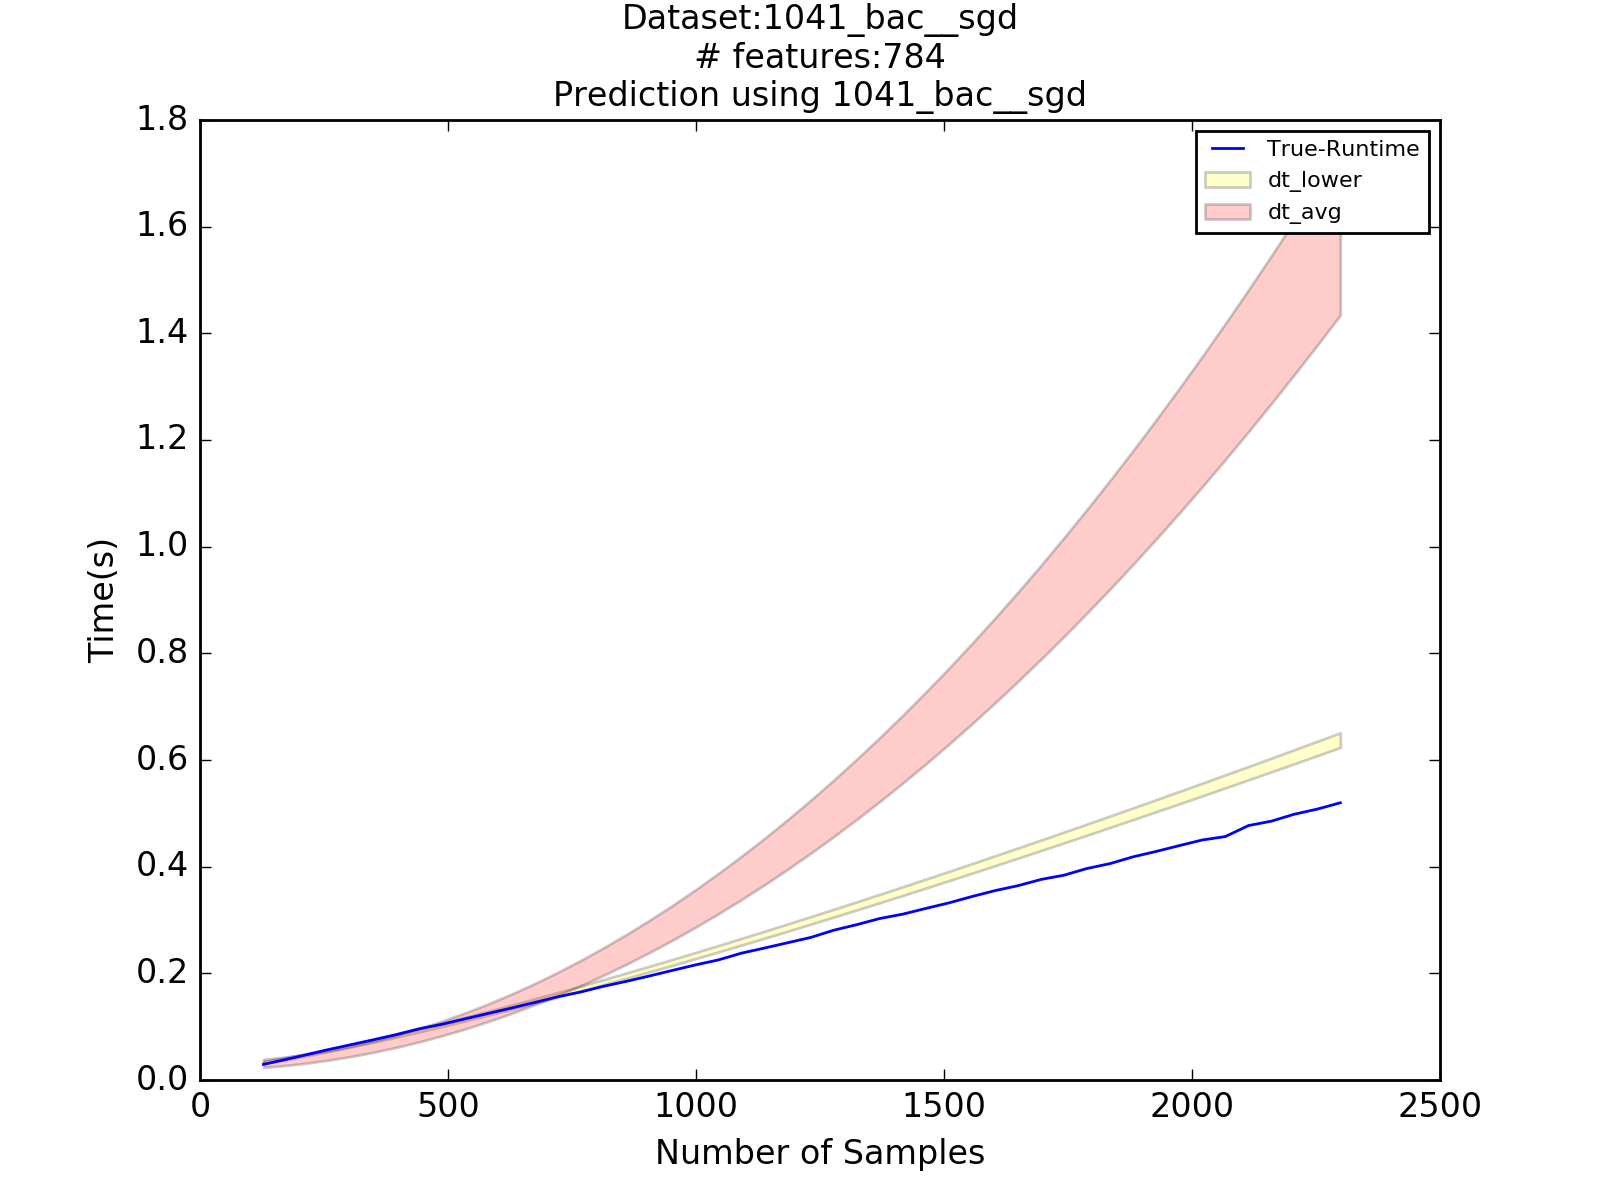 Dataset:1041_bac__sgd
# features:784
Prediction using 1041_bac__sgd
1.8
1.6
1.4
1.2
1.0
0.8
0.6
0.4
0.2
0.0
Time(s)
True-Runtime
dt_lower
dt_avg
0 500 1000 1500 2000 2500
Number of Samples